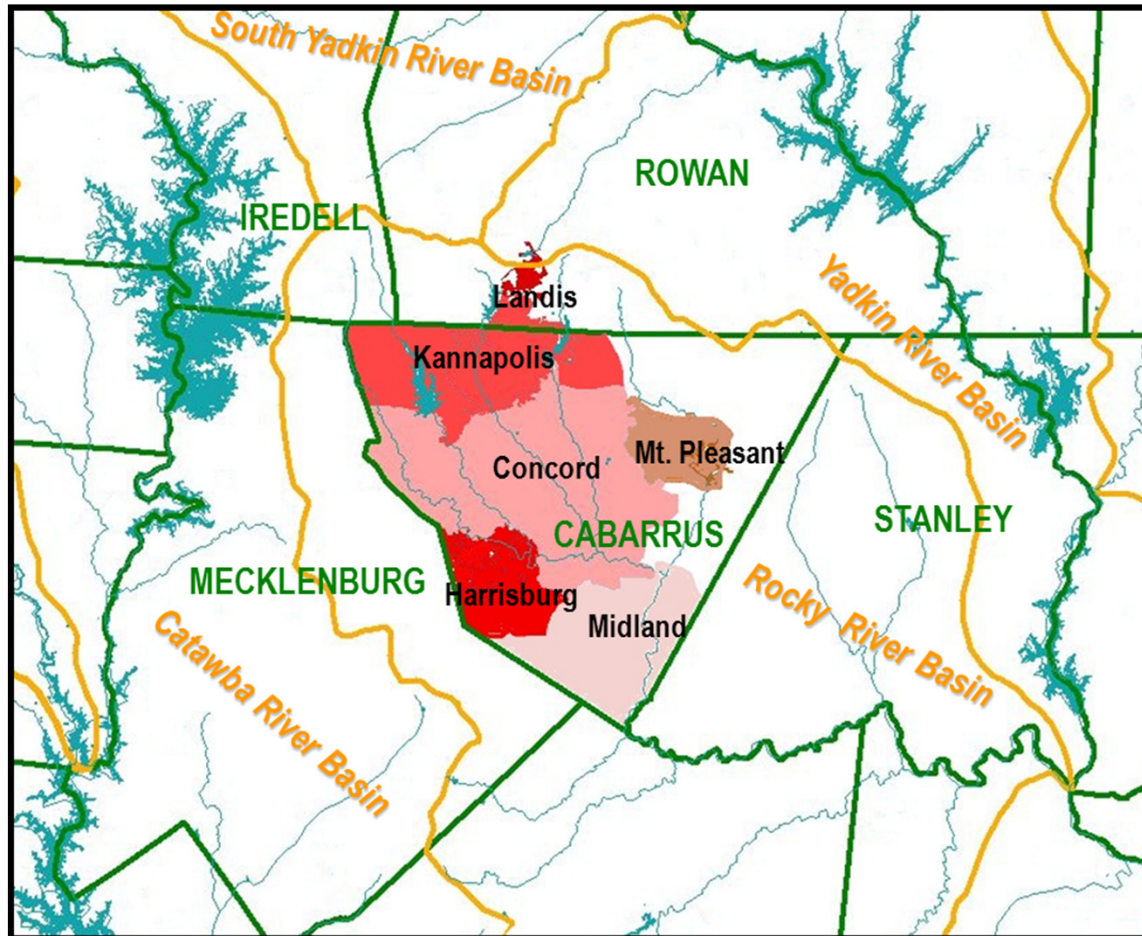 South Yadkin River Basin
ROWAN
IREDELL
Yadkin River Basin
Landis
Kannapolis
Mt. Pleasant
Concord
STANLEY
CABARRUS
MECKLENBURG
Harrisburg
Rocky River Basin
Midland
Catawba River Basin